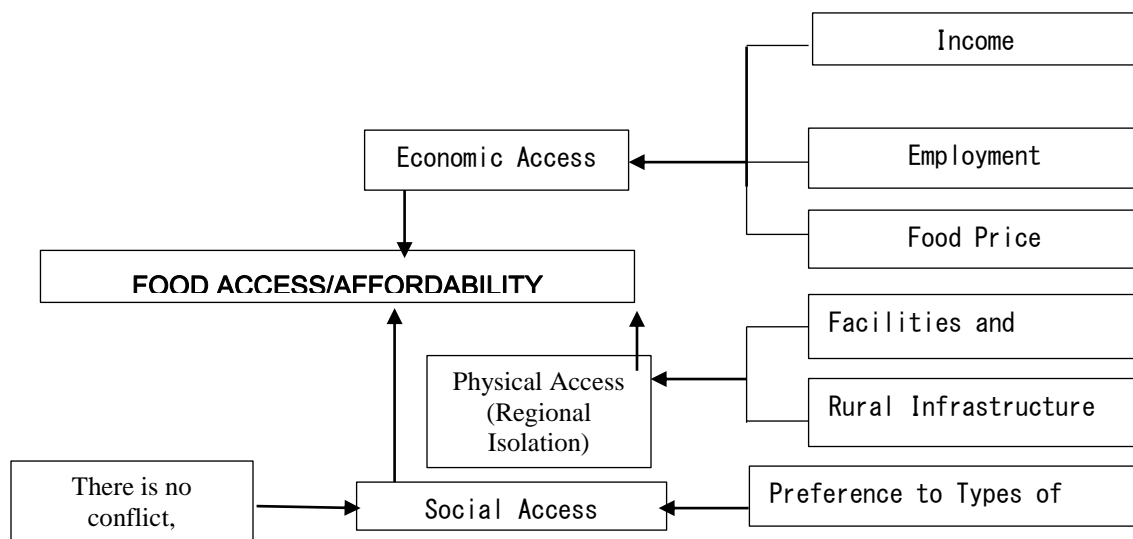 Income
Economic Access
Employment
Food Price
FOOD ACCESS/AFFORDABILITY
Facilities and
Physical Access
(Regional
Isolation)
Rural Infrastructure
There is no
conflict,
Social Access
Preference to Types of